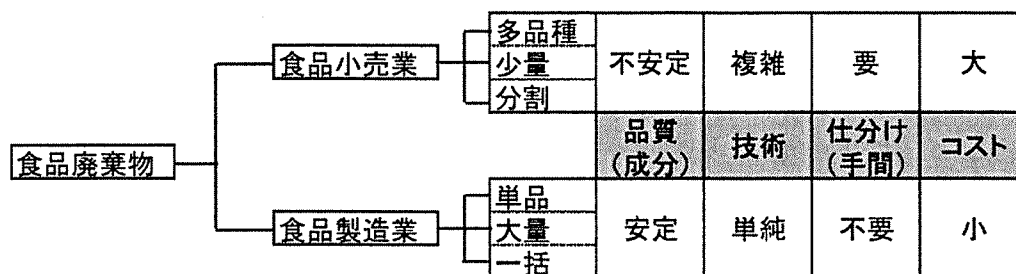 多品種
食品小売業
少量
不安定
複雑
要
大
分割
品質
(成分)
技術
仕分け
(手間)
コスト
食品廃棄物
単品
食品製造業
大量
安定
単純
不要
小
一括